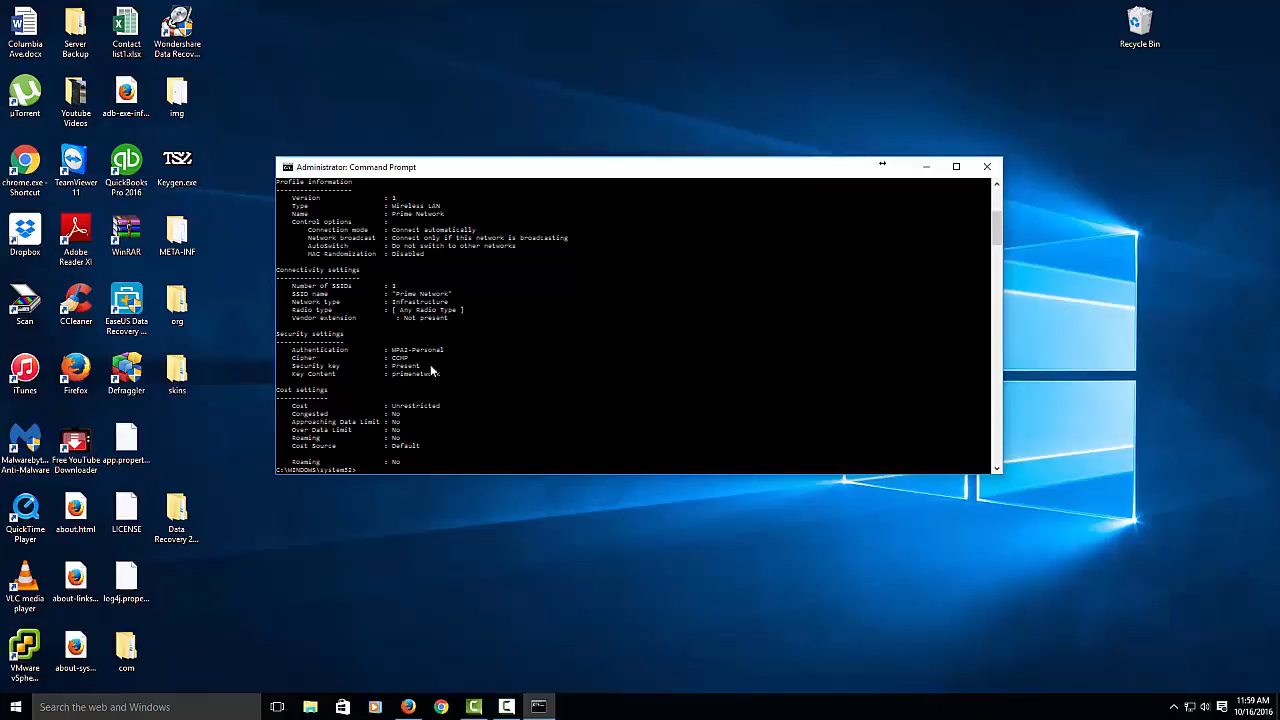 Columbia Ave.docx
Server Backup
Contact list1.xlsx
Wondershare Data Recov...
Recycle Bin
µTorrent
Youtube Videos
adb-exe-inf...
img
chrome.exe - Shortcut
TeamViewer 11
QuickBooks Pro 2016
Keygen.exe
Dropbox
Adobe Reader XI
WinRAR
META-INF
Scan
CCleaner
EaseUS Data Recovery ...
org
iTunes
Firefox
Defraggler
skins
Malwarebyt... Anti-Malware
Free YouTube Downloader
app.propert...
QuickTime Player
about.html
LICENSE
Data Recovery 2...
VLC media player
about-links...
log4j.prope...
VMware vSphe...
about-sys...
com
Administrator: Command Prompt
Profile information
-------------------
Version : 1
Type : Wireless LAN
Name : Prime Network
Control options :
Connection mode : Connect automatically
Network broadcast : Connect only if this network is broadcasting
AutoSwitch : Do not switch to other networks
MAC Randomization : Disabled
Connectivity settings
---------------------
Number of SSIDs : 1
SSID name : "Prime Network"
Network type : Infrastructure
Radio type : [ Any Radio Type ]
Vendor extension : Not present
Security settings
-----------------
Authentication : WPA2-Personal
Cipher : CCMP
Security key : Present
Key Content : primenetwork
Cost settings
-------------
Cost : Unrestricted
Congested : No
Approaching Data Limit : No
Over Data Limit : No
Roaming : No
Cost Source : Default
Roaming : No
C:\WINDOWS\system32>
Search the web and Windows
11:59 AM
10/16/2016